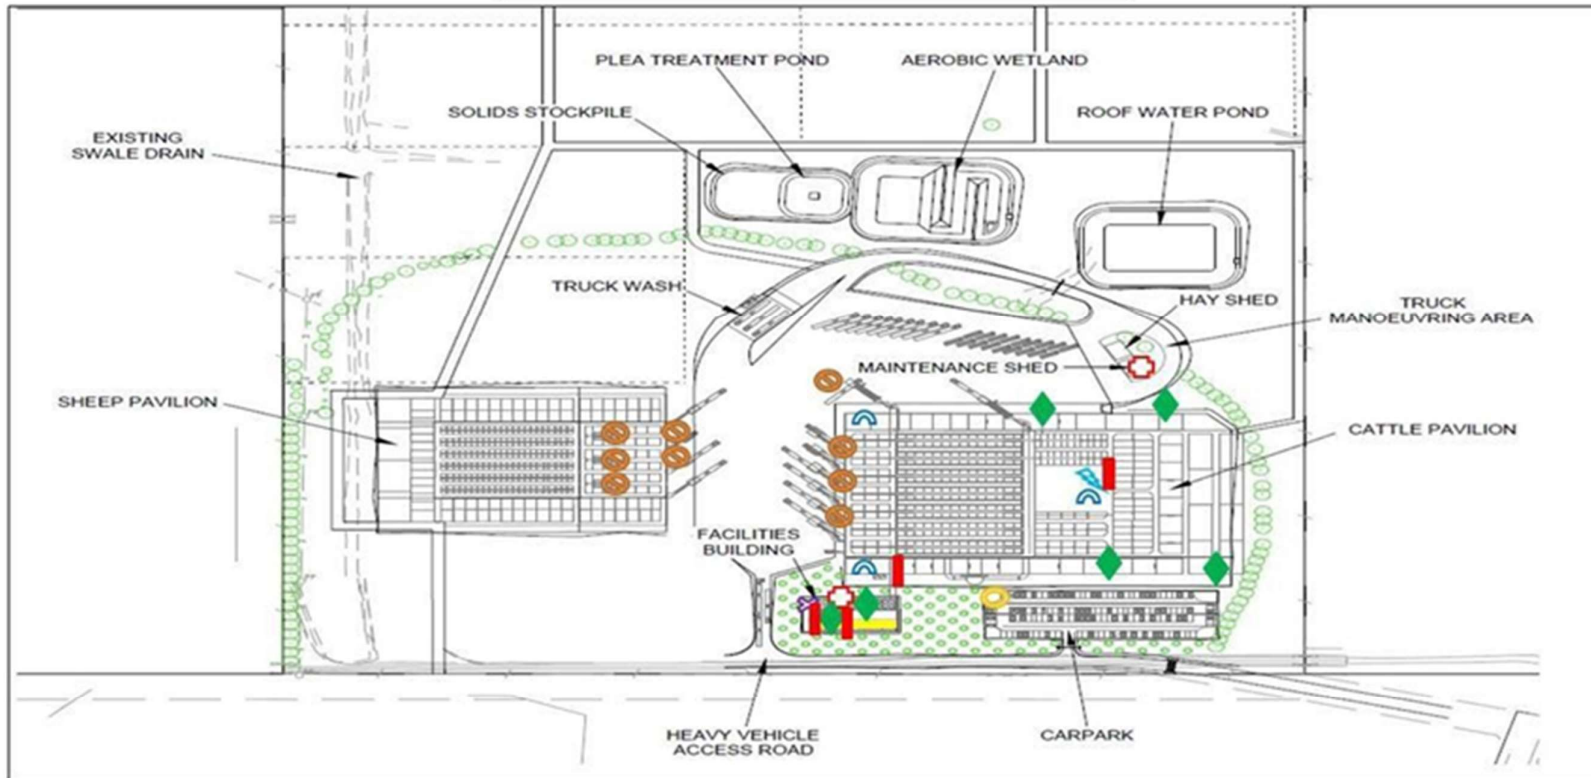 PLEA TREATMENT POND
AEROBIC WETLAND
SOLIDS STOCKPILE
ROOF WATER POND
EXISTING
SWALE DRAIN
TRUCK WASH
HAY SHED
TRUCK
MANOEUVRING AREA
MAINTENANCE SHED
SHEEP PAVILION
CATTLE PAVILION
FACILITIES
BUILDING
HEAVY VEHICLE
ACCESS ROAD
CARPARK